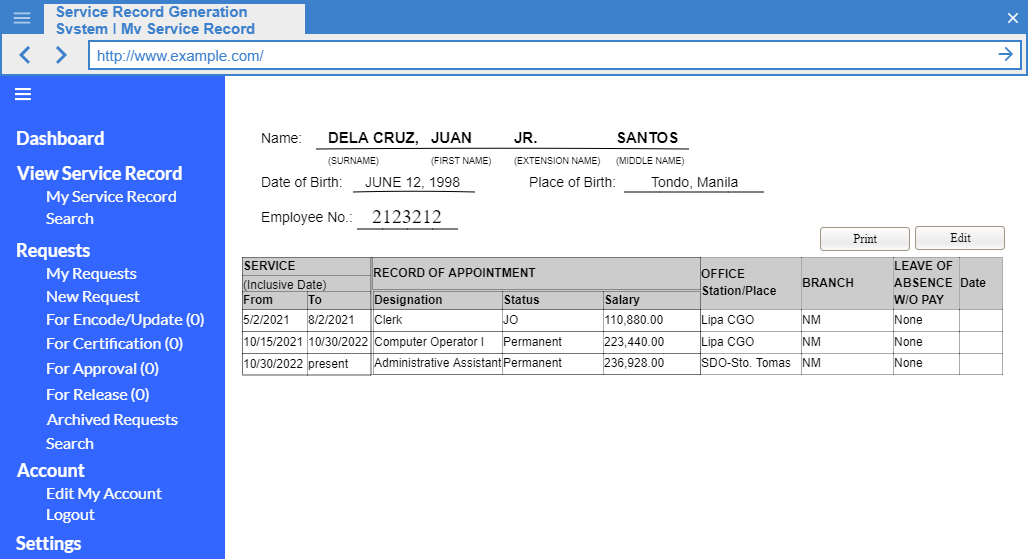 Service Record Generation
System | My Service Record
http://www.example.com/
Dashboard
View Service Record
My Service Record
Search
Requests
My Requests
New Request
For Encode/Update (0)
For Certification (0)
For Approval (0)
For Release (0)
Archived Requests
Search
Account
Edit My Account
Logout
Settings
Name: DELA CRUZ, JUAN JR. SANTOS
(SURNAME) (FIRST NAME) (EXTENSION NAME) (MIDDLE NAME)
Date of Birth: JUNE 12, 1998 Place of Birth: Tondo, Manila
Employee No.: 2123212
Print Edit
SERVICE RECORD OF APPOINTMENT OFFICE Station/Place BRANCH LEAVE OF ABSENCE W/O PAY Date
(Inclusive Date)
From To Designation Status Salary
5/2/2021 8/2/2021 Clerk JO 110,880.00 Lipa CGO NM None
10/15/2021 10/30/2022 Computer Operator I Permanent 223,440.00 Lipa CGO NM None
10/30/2022 present Administrative Assistant Permanent 236,928.00 SDO-Sto. Tomas NM None